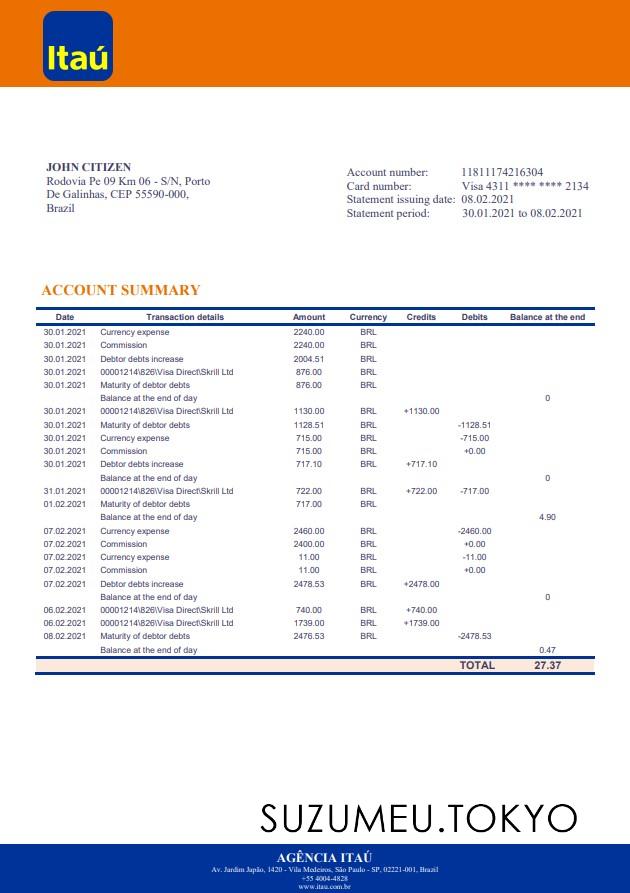 Itaú
JOHN CITIZEN
Rodovia Pe 09 Km 06 - S/N, Porto
De Galinhas, CEP 55590-000,
Brazil
Account number: 11811174216304
Card number: Visa 4311 **** **** 2134
Statement issuing date: 08.02.2021
Statement period: 30.01.2021 to 08.02.2021
ACCOUNT SUMMARY
Date Transaction details Amount Currency Credits Debits Balance at the end
30.01.2021 Currency expense 2240.00 BRL
30.01.2021 Commission 2240.00 BRL
30.01.2021 Debtor debts increase 2004.51 BRL
30.01.2021 00001214\826\Visa Direct\Skrill Ltd 876.00 BRL
30.01.2021 Maturity of debtor debts 876.00 BRL
Balance at the end of day 0
30.01.2021 00001214\826\Visa Direct\Skrill Ltd 1130.00 BRL +1130.00
30.01.2021 Maturity of debtor debts 1128.51 BRL -1128.51
30.01.2021 Currency expense 715.00 BRL -715.00
30.01.2021 Commission 715.00 BRL +0.00
30.01.2021 Debtor debts increase 717.10 BRL +717.10
Balance at the end of day 0
31.01.2021 00001214\826\Visa Direct\Skrill Ltd 722.00 BRL +722.00 -717.00
01.02.2021 Maturity of debtor debts 717.00 BRL
Balance at the end of day 4.90
07.02.2021 Currency expense 2460.00 BRL -2460.00
07.02.2021 Commission 2400.00 BRL +0.00
07.02.2021 Currency expense 11.00 BRL -11.00
07.02.2021 Commission 11.00 BRL +0.00
07.02.2021 Debtor debts increase 2478.53 BRL +2478.00
Balance at the end of day 0
06.02.2021 00001214\826\Visa Direct\Skrill Ltd 740.00 BRL +740.00
06.02.2021 00001214\826\Visa Direct\Skrill Ltd 1739.00 BRL +1739.00
08.02.2021 Maturity of debtor debts 2476.53 BRL -2478.53
Balance at the end of day 0.47
TOTAL 27.37
SUZUMEU.TOKYO
AGÊNCIA ITAÚ
Av. Jardim Japão, 1420 - Vila Medeiros, São Paulo - SP, 02221-001, Brazil
+55 4004-4828
www.itau.com.br